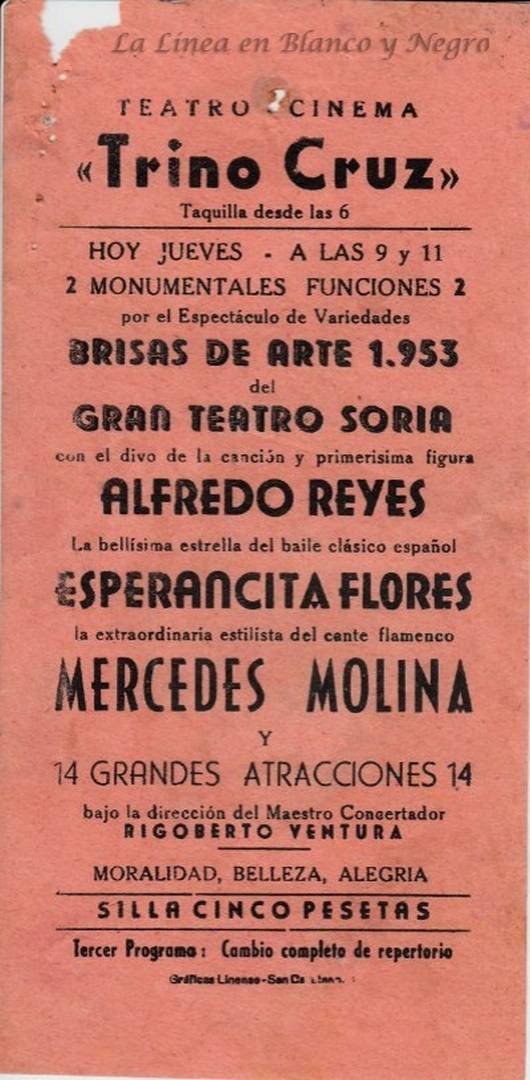 La Línea en Blanco y Negro
TEATRO - CINEMA
«Trino Cruz»
Taquilla desde las 6
HOY JUEVES - A LAS 9 y 11
2 MONUMENTALES FUNCIONES 2
por el Espectáculo de Variedades
BRISAS DE ARTE 1.953
del
GRAN TEATRO SORIA
con el divo de la canción y primerisima figura
ALFREDO REYES
La bellísima estrella del baile clásico español
ESPERANCITA FLORES
la extraordinaria estilista del cante flamenco
MERCEDES MOLINA
Y
14 GRANDES ATRACCIONES 14
bajo la dirección del Maestro Concertador
RIGOBERTO VENTURA
MORALIDAD, BELLEZA, ALEGRIA
SILLA CINCO PESETAS
Tercer Programa: Cambio completo de repertorio
Gráficas Linense-San